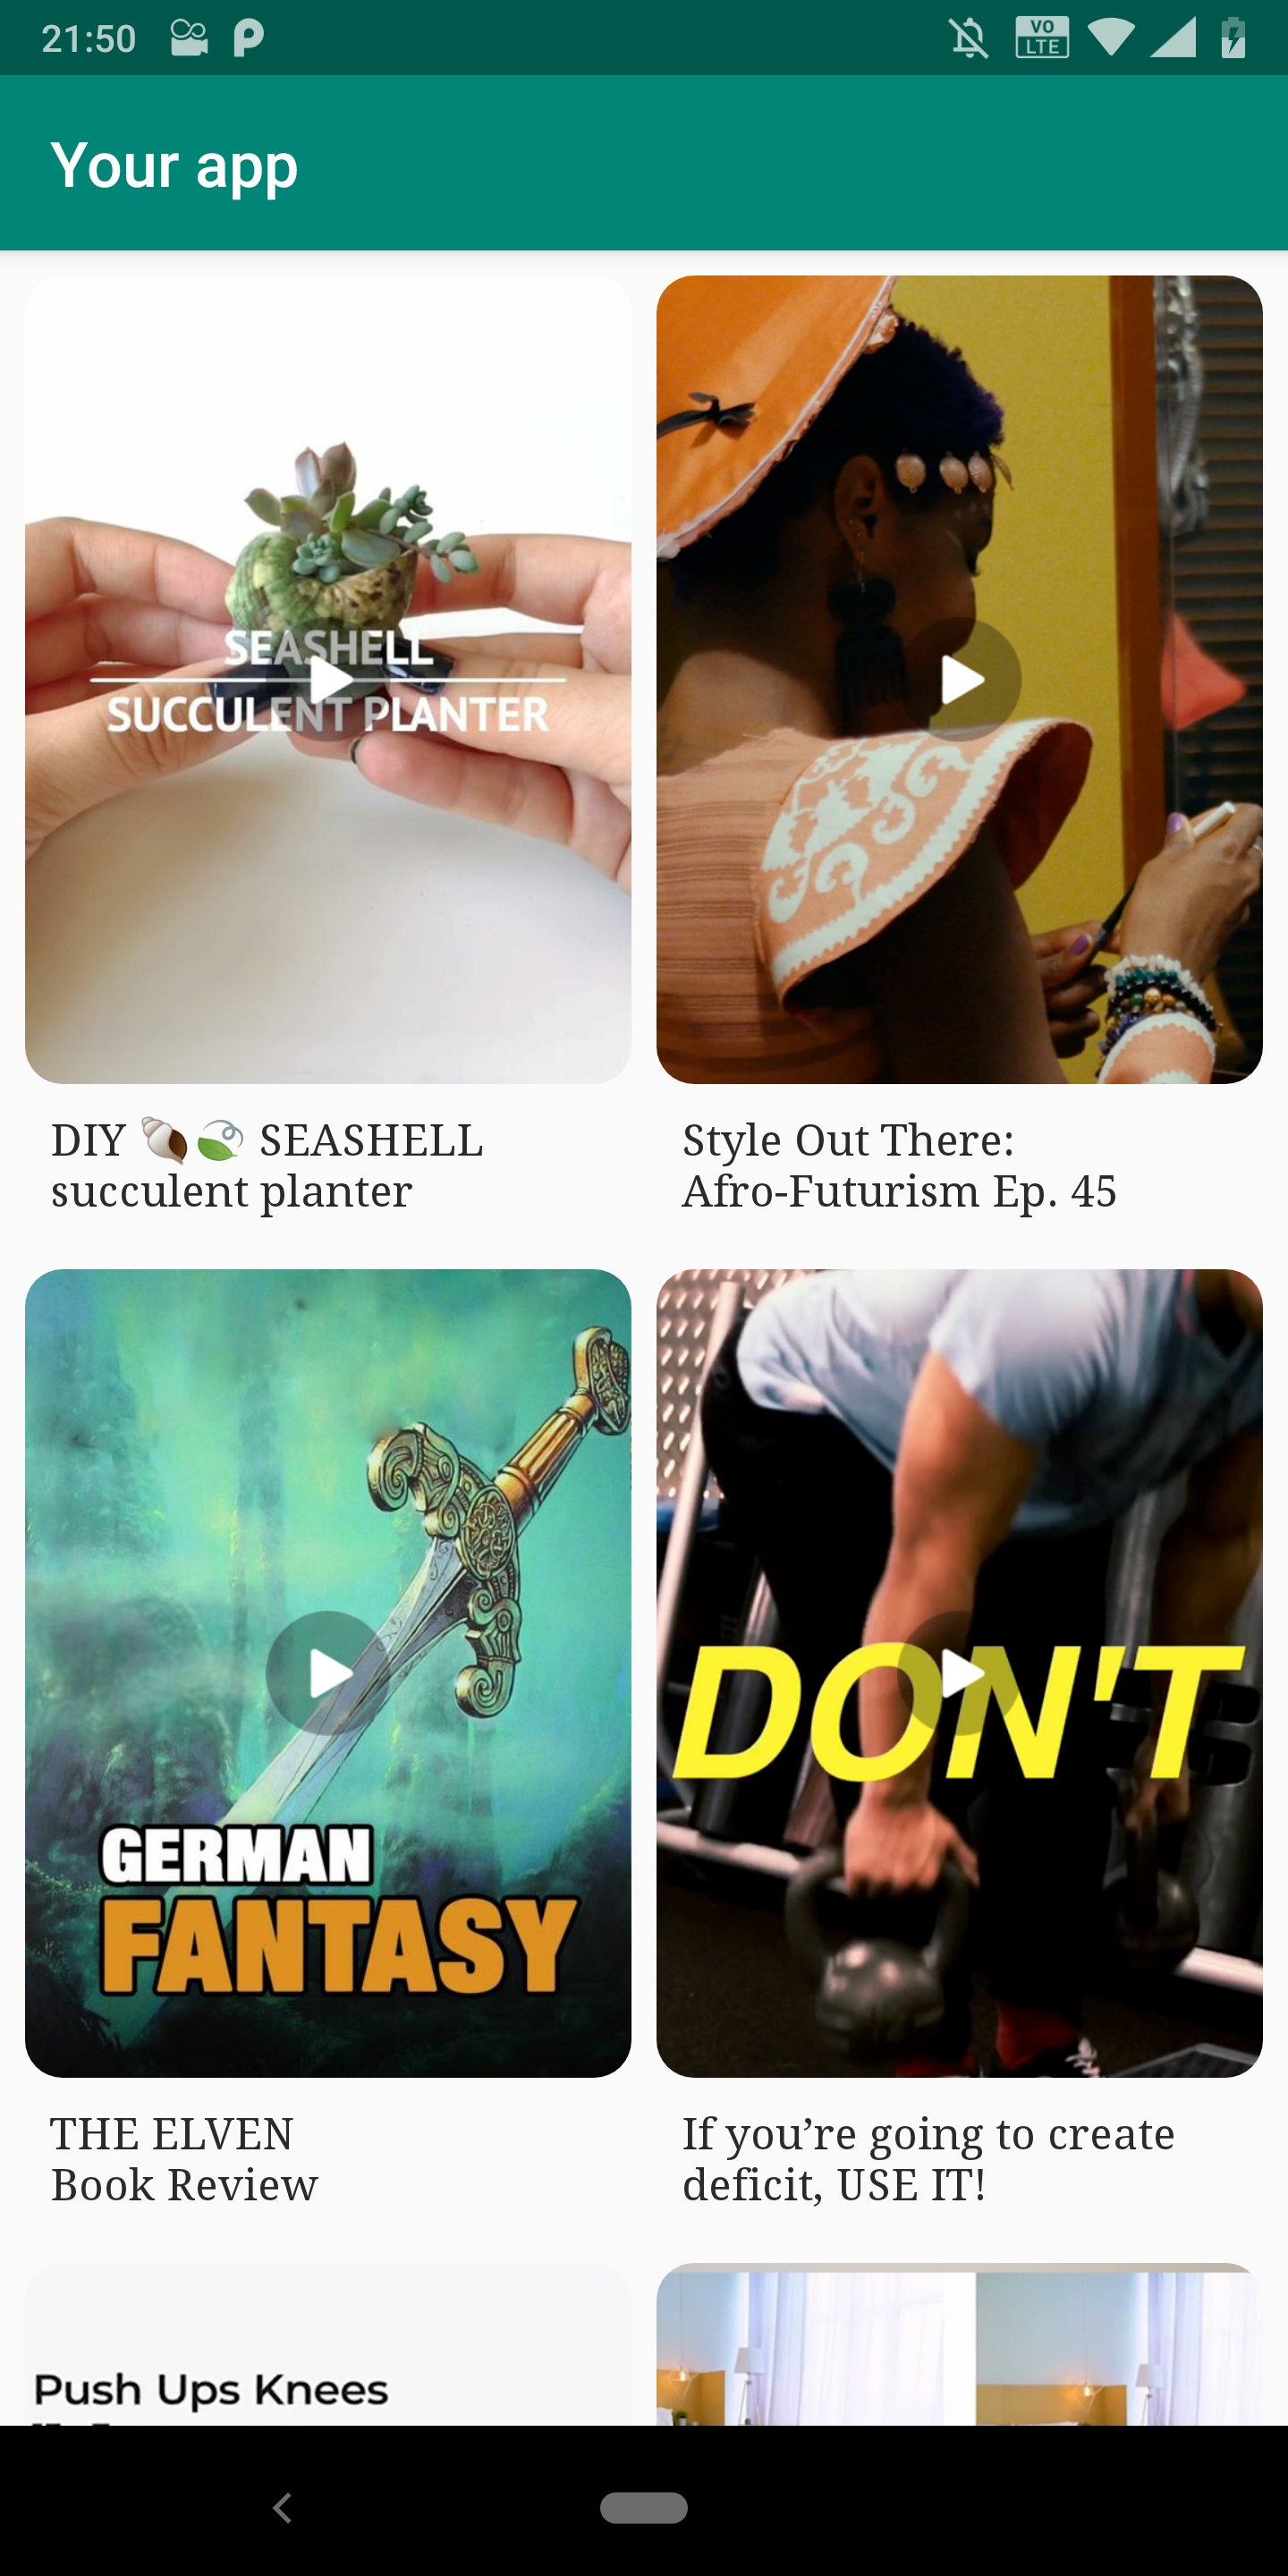 21:50
VO
LTE
Your app
SEASHELL
SUCCULENT PLANTER
DIY 🐚🍃 SEASHELL
succulent planter
Style Out There:
Afro-Futurism Ep. 45
GERMAN
FANTASY
THE ELVEN
Book Review
DON'T
If you’re going to create
deficit, USE IT!
Push Ups Knees